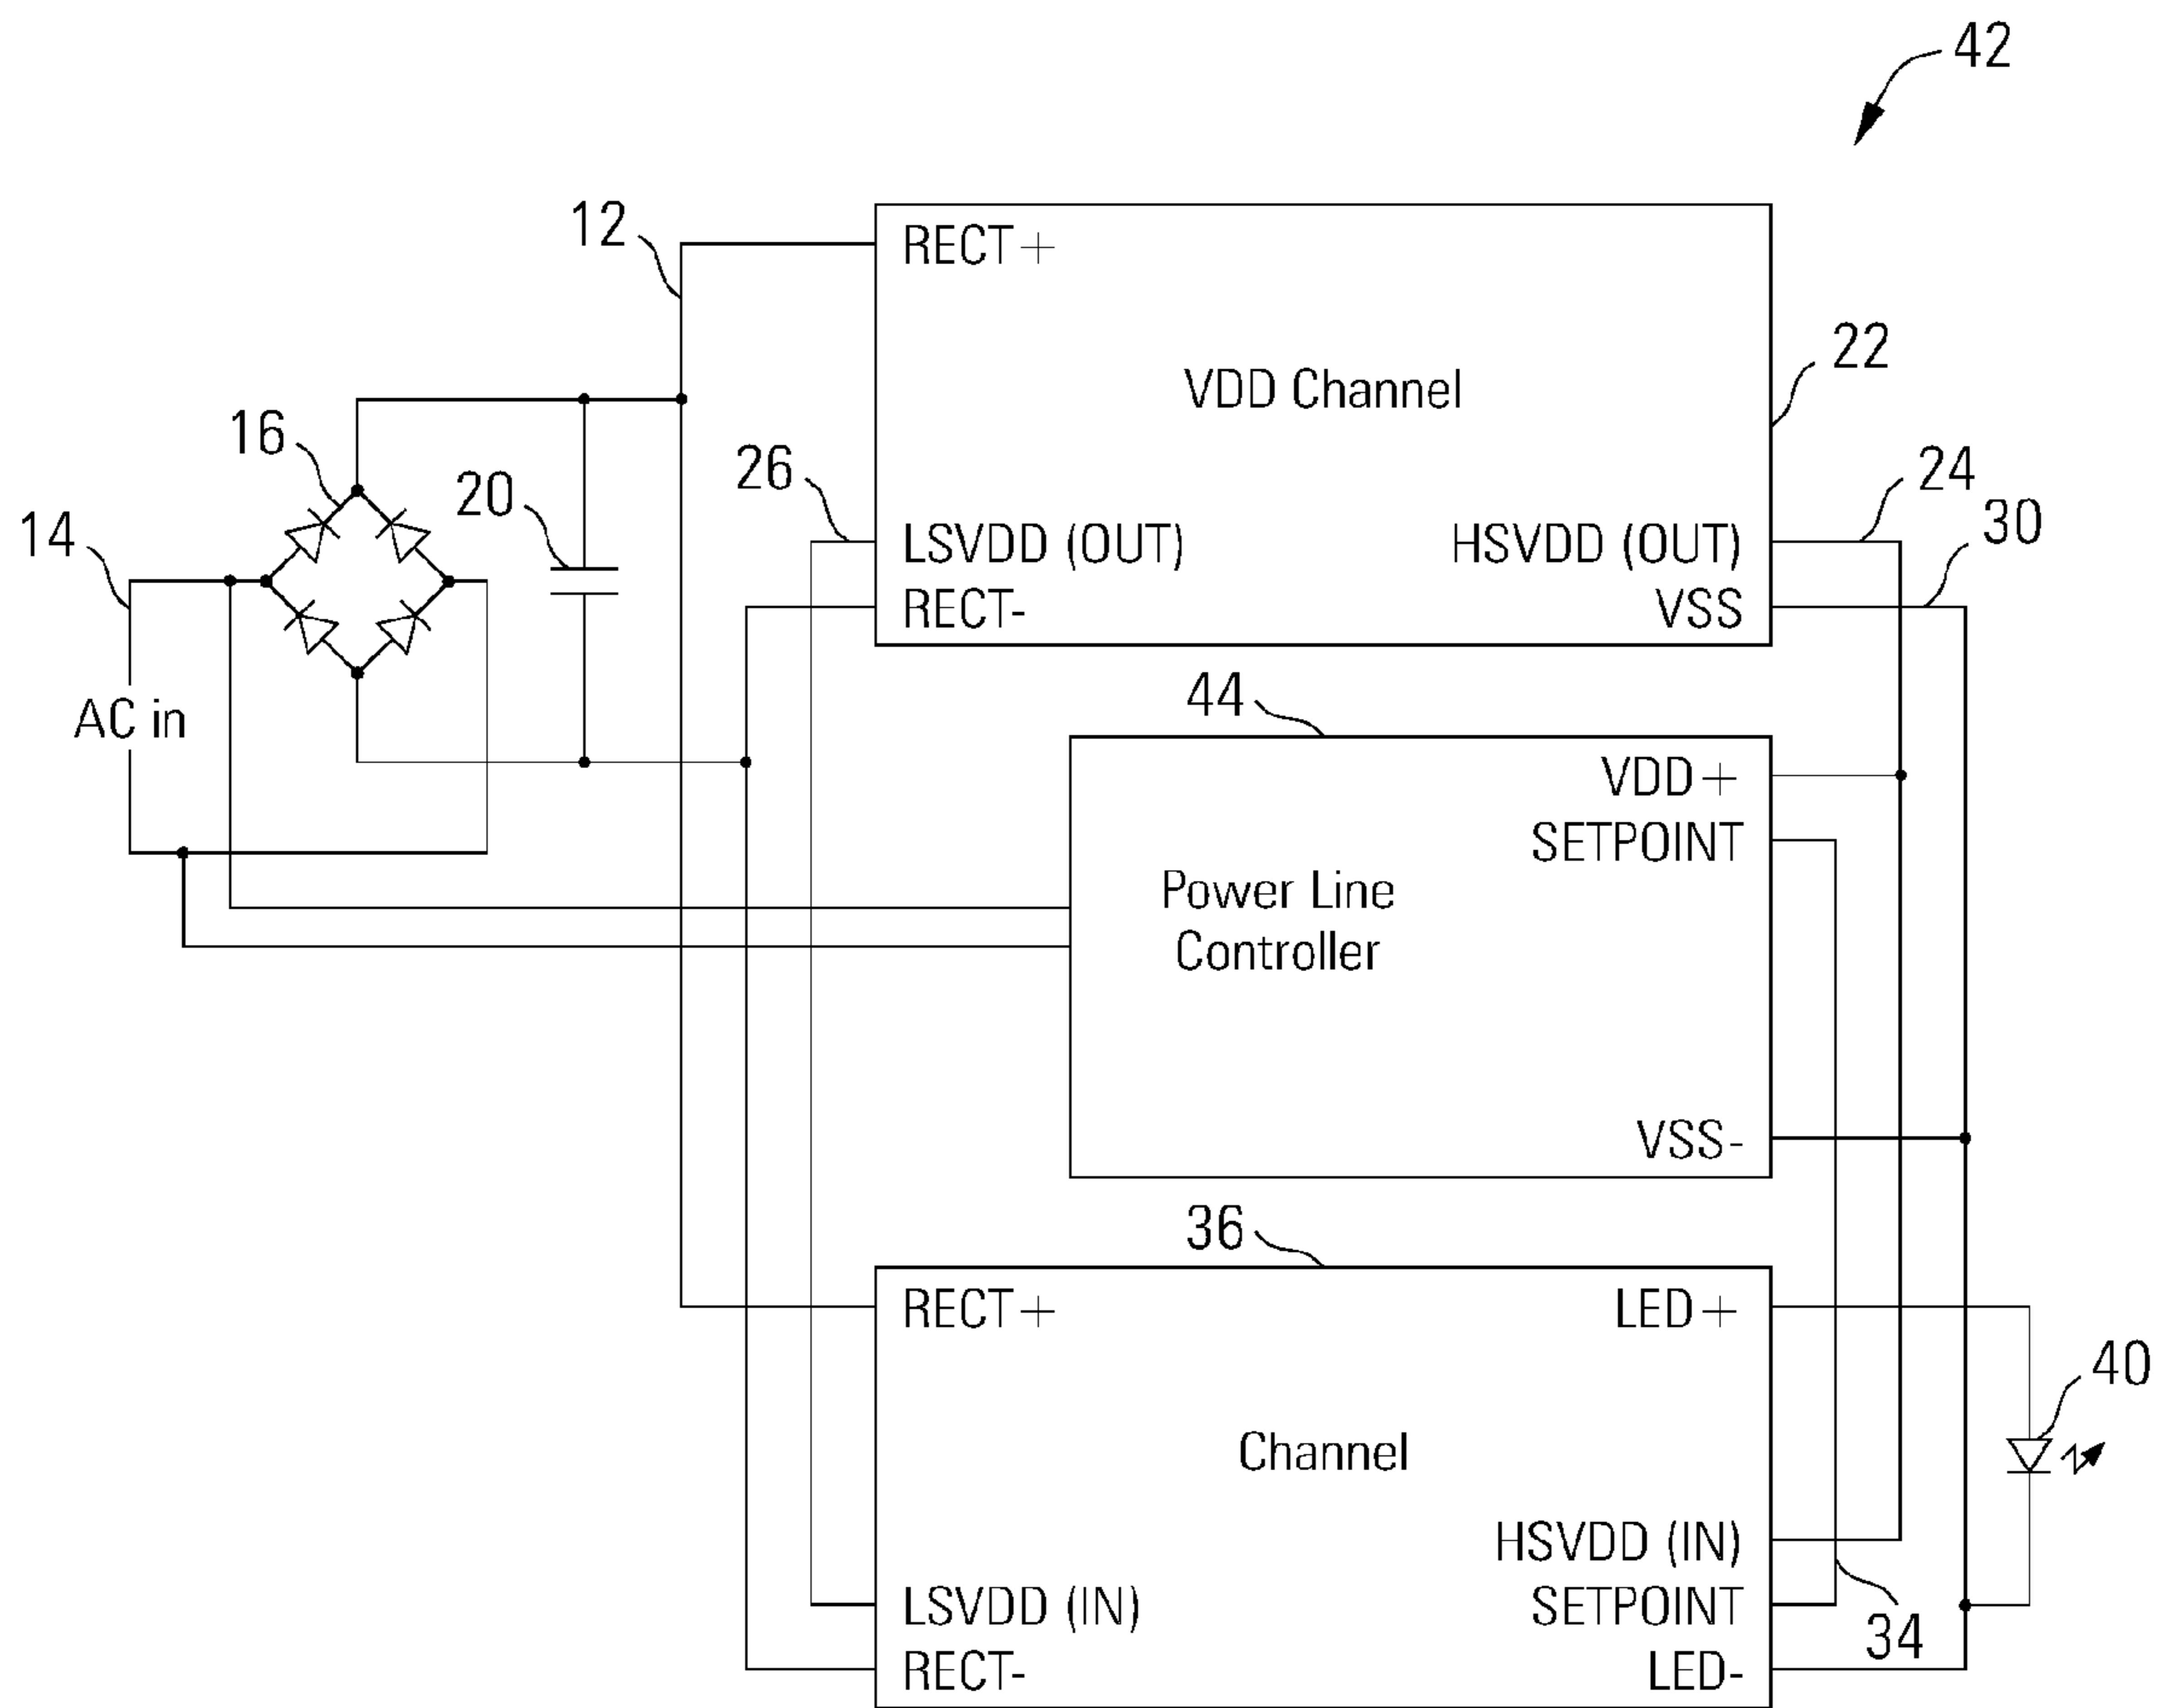 42
12
RECT+
22
VDD Channel
16
26
24
20
30
14
LSVDD (OUT)
HSVDD (OUT)
RECT-
VSS
44
AC in
VDD+
SETPOINT
Power Line
Controller
VSS-
36
RECT+
LED+
40
Channel
HSVDD (IN)
LSVDD (IN)
SETPOINT
34
RECT-
LED-